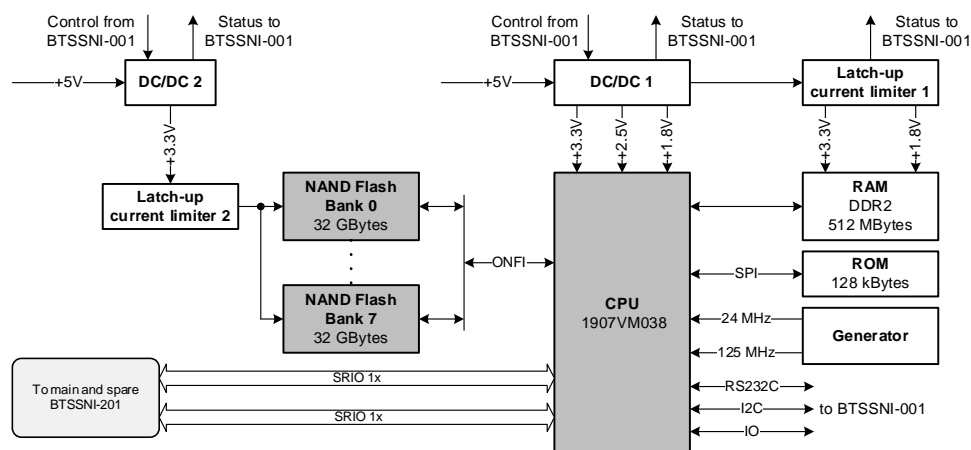 Control from
BTSSNI-001
Status to
BTSSNI-001
Control from
BTSSNI-001
Status to
BTSSNI-001
Status to
BTSSNI-001
+5V
DC/DC 2
+5V
DC/DC 1
Latch-up
current limiter 1
+3.3V
+3.3V
+2.5V
+1.8V
+3.3V
+1.8V
Latch-up
current limiter 2
NAND Flash
Bank 0
32 GBytes
RAM
DDR2
512 MBytes
ONFI
SPI
ROM
128 kBytes
NAND Flash
Bank 7
32 GBytes
CPU
1907VM038
24 MHz
Generator
125 MHz
To main and spare
BTSSNI-201
SRIO 1x
SRIO 1x
RS232C
I2C
to BTSSNI-001
IO